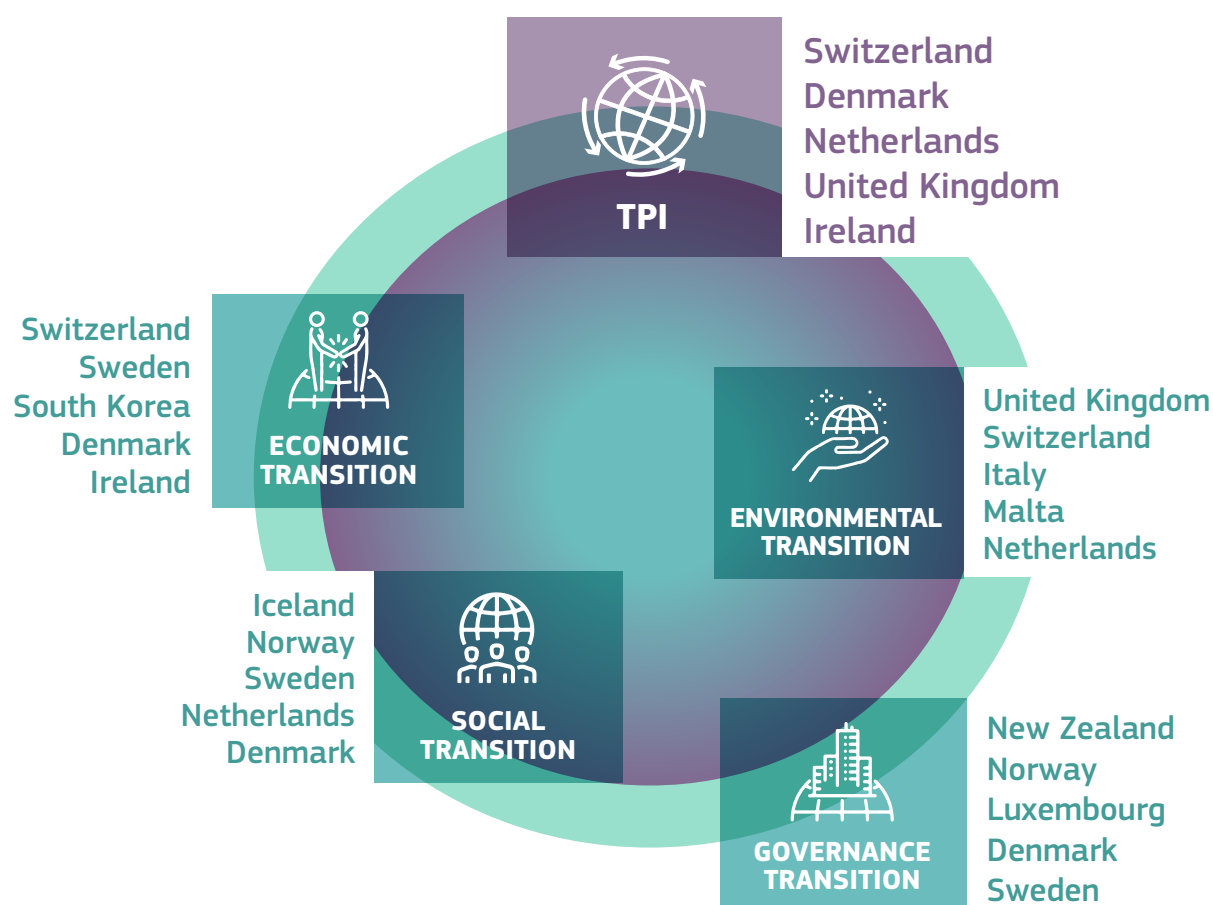 TPI
Switzerland
Denmark
Netherlands
United Kingdom
Ireland
Switzerland
Sweden
South Korea
Denmark
Ireland
ECONOMIC
TRANSITION
ENVIRONMENTAL
TRANSITION
United Kingdom
Switzerland
Italy
Malta
Netherlands
Iceland
Norway
Sweden
Netherlands
Denmark
SOCIAL
TRANSITION
GOVERNANCE
TRANSITION
New Zealand
Norway
Luxembourg
Denmark
Sweden